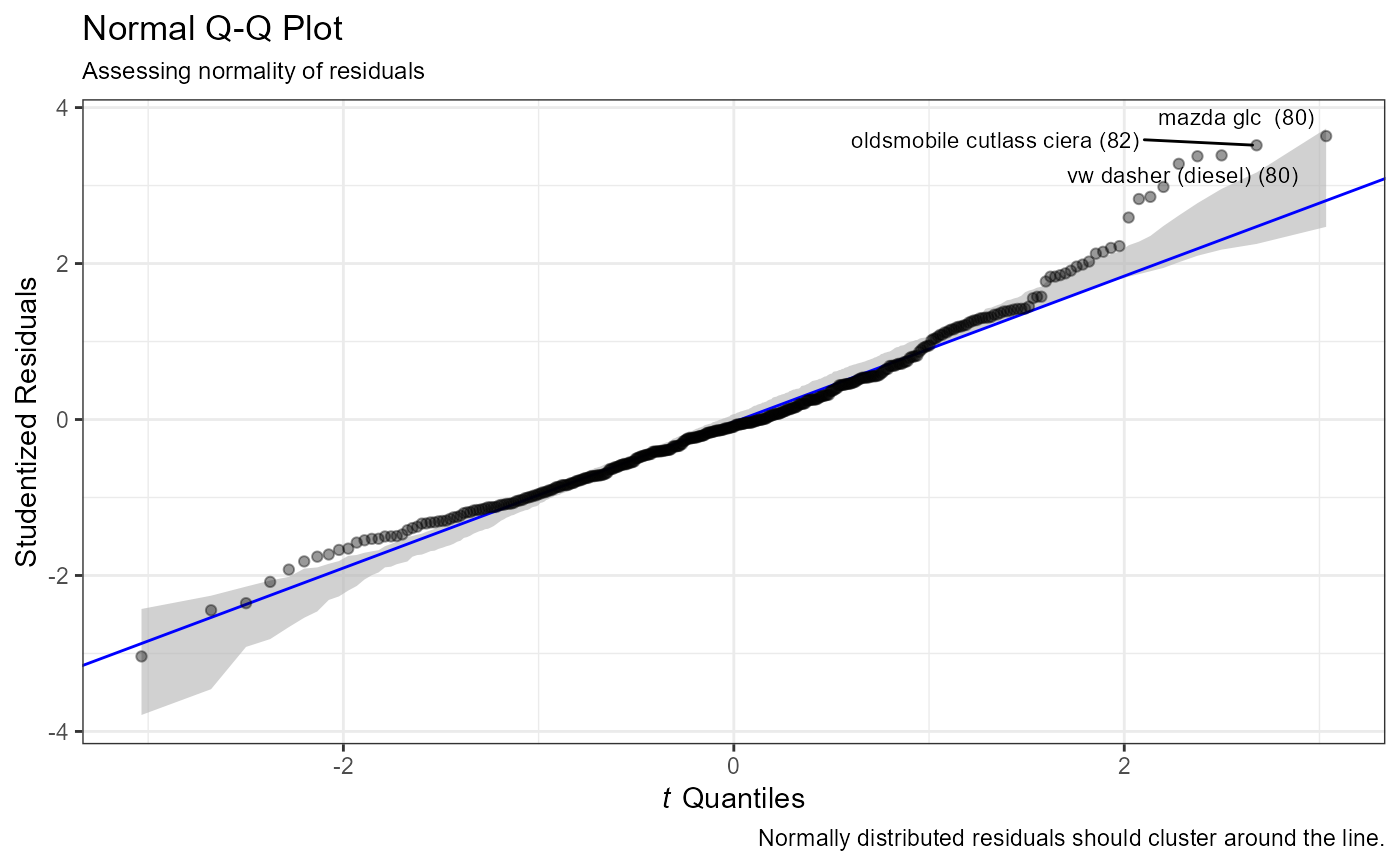 Normal Q-Q Plot
Assessing normality of residuals
4
2
0
-2
-4
Studentized Residuals
mazda glc  (80)
oldsmobile cutlass ciera (82)
vw dasher (diesel) (80)
-2
0
2
t Quantiles
Normally distributed residuals should cluster around the line.